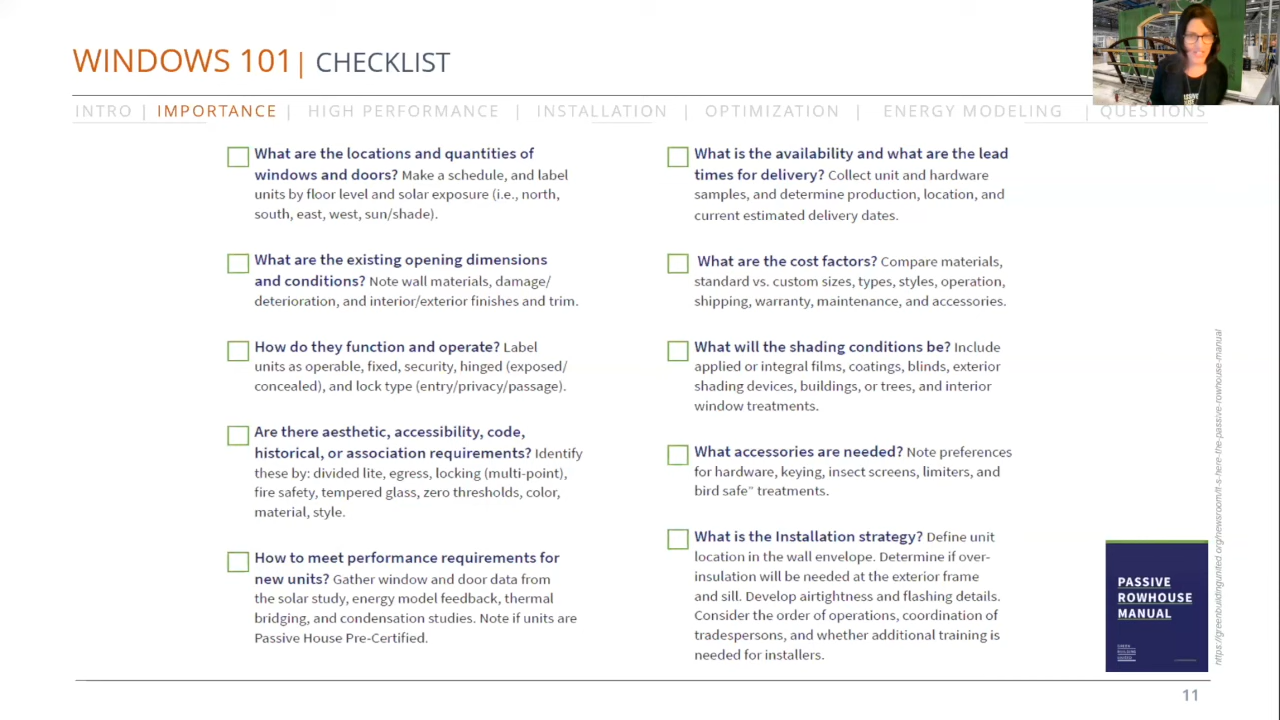 WINDOWS 101| CHECKLIST
INTRO | IMPORTANCE | HIGH PERFORMANCE | INSTALLATION | OPTIMIZATION | ENERGY MODELING | QUESTIONS
What are the locations and quantities of
windows and doors? Make a schedule, and label
units by floor level and solar exposure (i.e., north,
south, east, west, sun/shade).
What are the existing opening dimensions
and conditions? Note wall materials, damage/
deterioration, and interior/exterior finishes and trim.
How do they function and operate? Label
units as operable, fixed, security, hinged (exposed/
concealed), and lock type (entry/privacy/passage).
Are there aesthetic, accessibility, code,
historical, or association requirements? Identify
these by: divided lite, egress, locking (multi-point),
fire safety, tempered glass, zero thresholds, color,
material, style.
How to meet performance requirements for
new units? Gather window and door data from
the solar study, energy model feedback, thermal
bridging, and condensation studies. Note if units are
Passive House Pre-Certified.
What is the availability and what are the lead
times for delivery? Collect unit and hardware
samples, and determine production, location, and
current estimated delivery dates.
What are the cost factors? Compare materials,
standard vs. custom sizes, types, styles, operation,
shipping, warranty, maintenance, and accessories.
What will the shading conditions be? Include
applied or integral films, coatings, blinds, exterior
shading devices, buildings, or trees, and interior
window treatments.
What accessories are needed? Note preferences
for hardware, keying, insect screens, limiters, and
bird safe" treatments.
What is the Installation strategy? Define unit
location in the wall envelope. Determine if over-
insulation will be needed at the exterior frame
and sill. Develop airtightness and flashing details.
Consider the order of operations, coordination of
tradespersons, and whether additional training is
needed for installers.
PASSIVE
ROWHOUSE
MANUAL
https://greenbuildingunited.org/newsroom/it-s-here-the-passive-rowhouse-manual
11